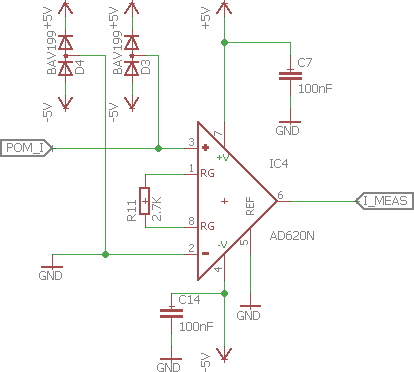 +5V
+5V
+5V
BAV199
D4
BAV199
D3
-5V
-5V
C7
100nF
GND
POM_I
3
7
+V
IC4
1
RG
R11
2.7K
6
I_MEAS
REF
8
RG
AD620N
2
-V
4
5
GND
C14
100nF
GND
GND
-5V